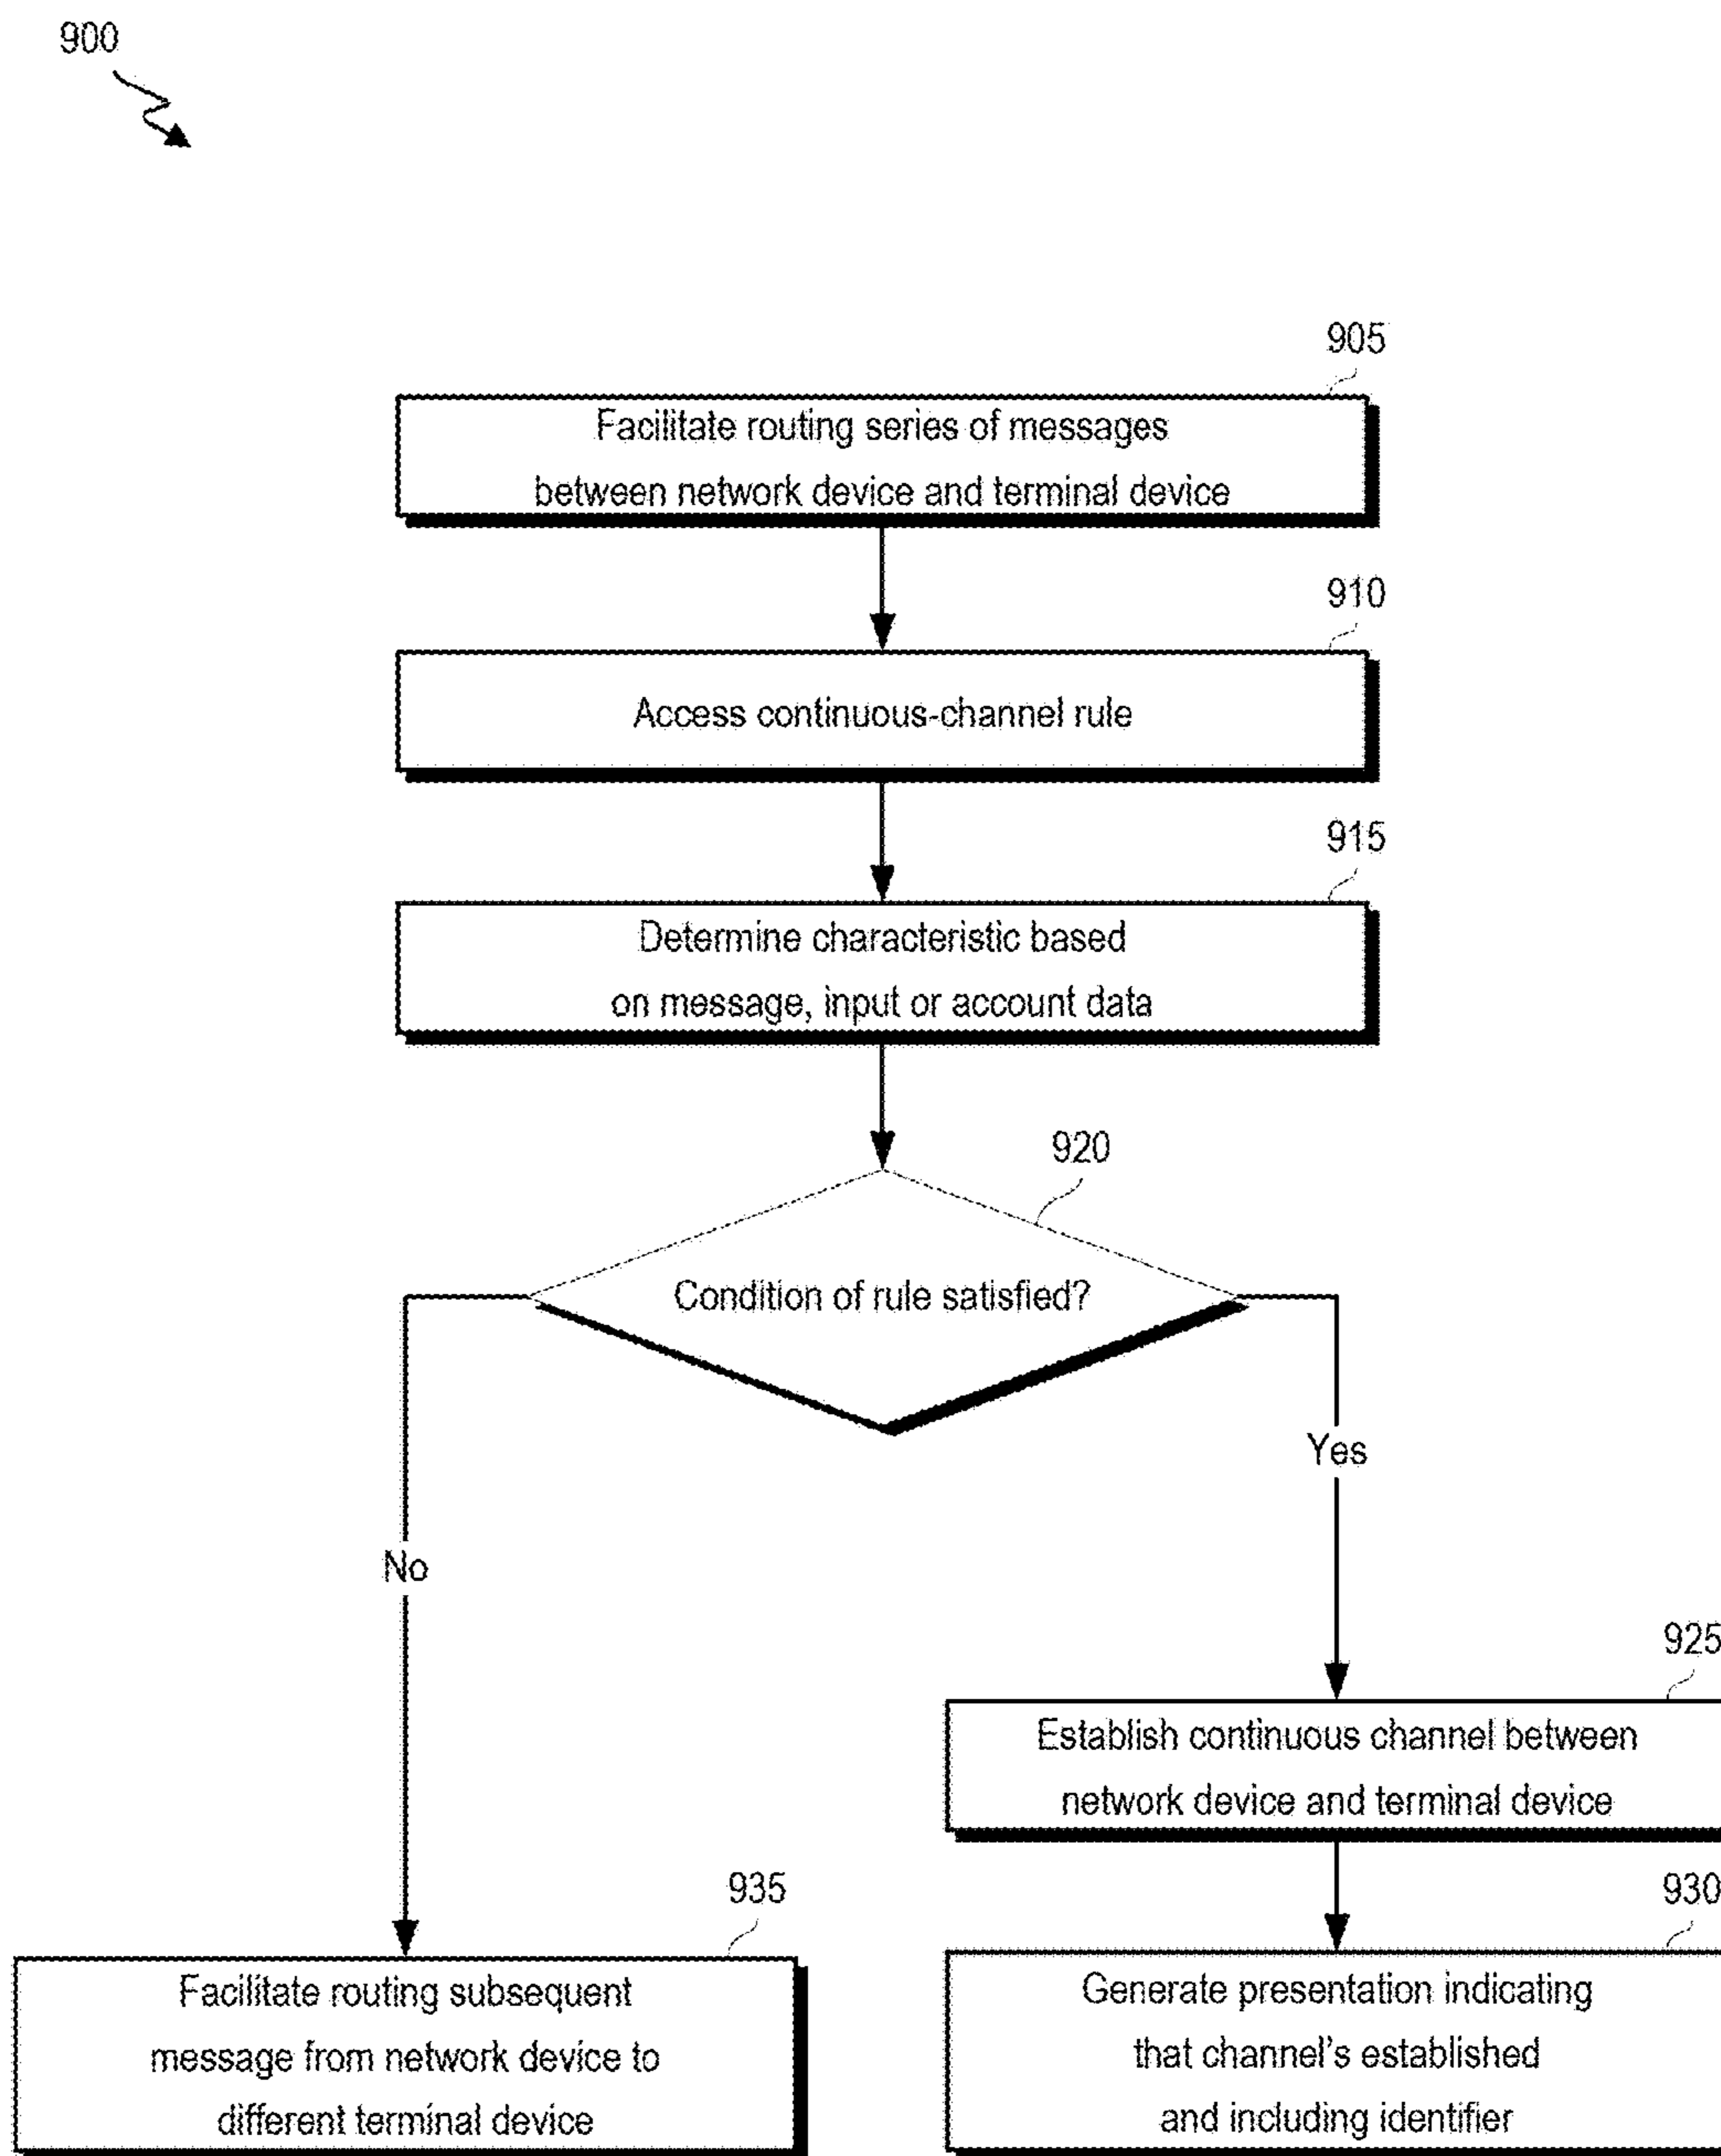 900
905
Facilitate routing series of messages
between network device and terminal device
910
Access continuous-channel rule
915
Determine characteristic based
on message, input or account data
920
Condition of rule satisfied?
Yes
No
925
Establish continuous channel between
network device and terminal device
935
Facilitate routing subsequent
message from network device to
different terminal device
930
Generate presentation indicating
that channel's established
and including identifier